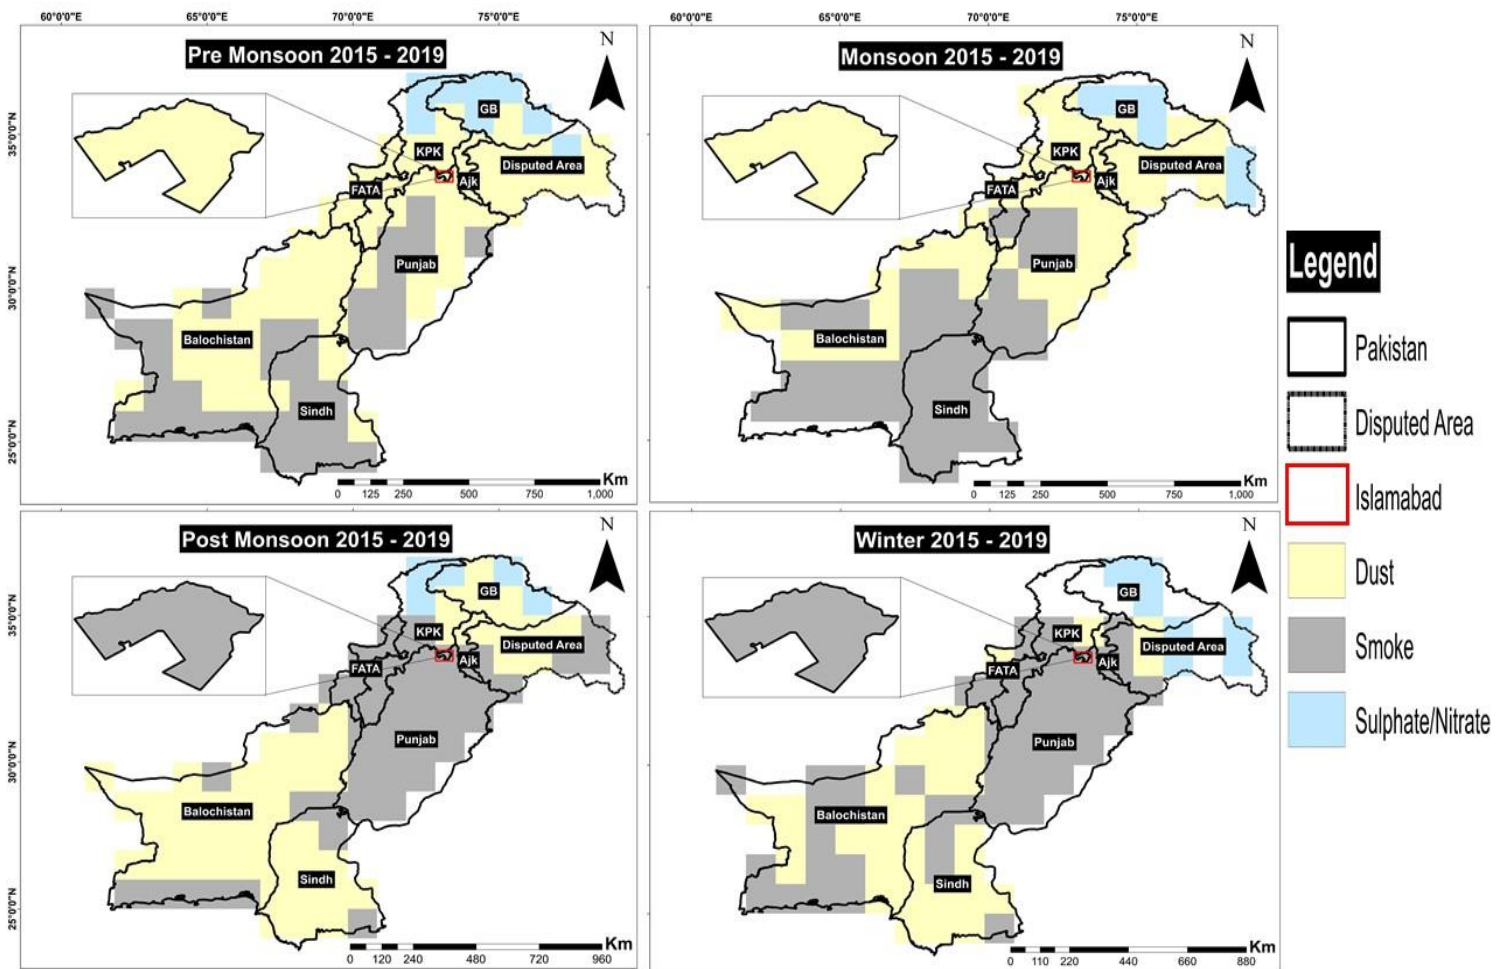 60°0'0"E 65°0'0"E 70°0'0"E 75°0'0"E
60°0'0"E 65°0'0"E 70°0'0"E 75°0'0"E
Pre Monsoon 2015 - 2019
N
GB
KPK
Disputed Area
FATA
Ajk
Punjab
Balochistan
Sindh
35°0'0"N
30°0'0"N
25°0'0"N
Km
0 125 250 500 750 1,000
Monsoon 2015 - 2019
N
GB
KPK
Disputed Area
FATA
Ajk
Punjab
Balochistan
Sindh
Km
0 125 250 500 750 1,000
Post Monsoon 2015 - 2019
N
GB
KPK
Disputed Area
FATA
Ajk
Punjab
Balochistan
Sindh
35°0'0"N
30°0'0"N
25°0'0"N
Km
0 120 240 480 720 960
Winter 2015 - 2019
N
GB
KPK
Disputed Area
FATA
Ajk
Punjab
Balochistan
Sindh
Km
0 110 220 440 660 880
Legend
Pakistan
Disputed Area
Islamabad
Dust
Smoke
Sulphate/Nitrate